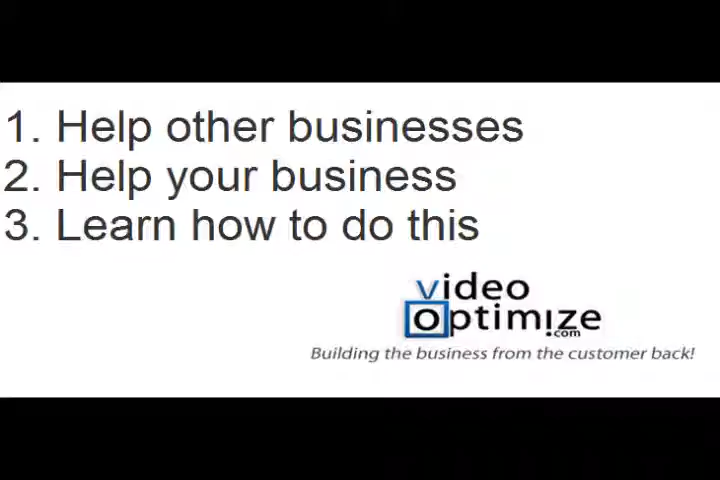 1. Help other businesses
2. Help your business
3. Learn how to do this
video
optimize
.com
Building the business from the customer back!